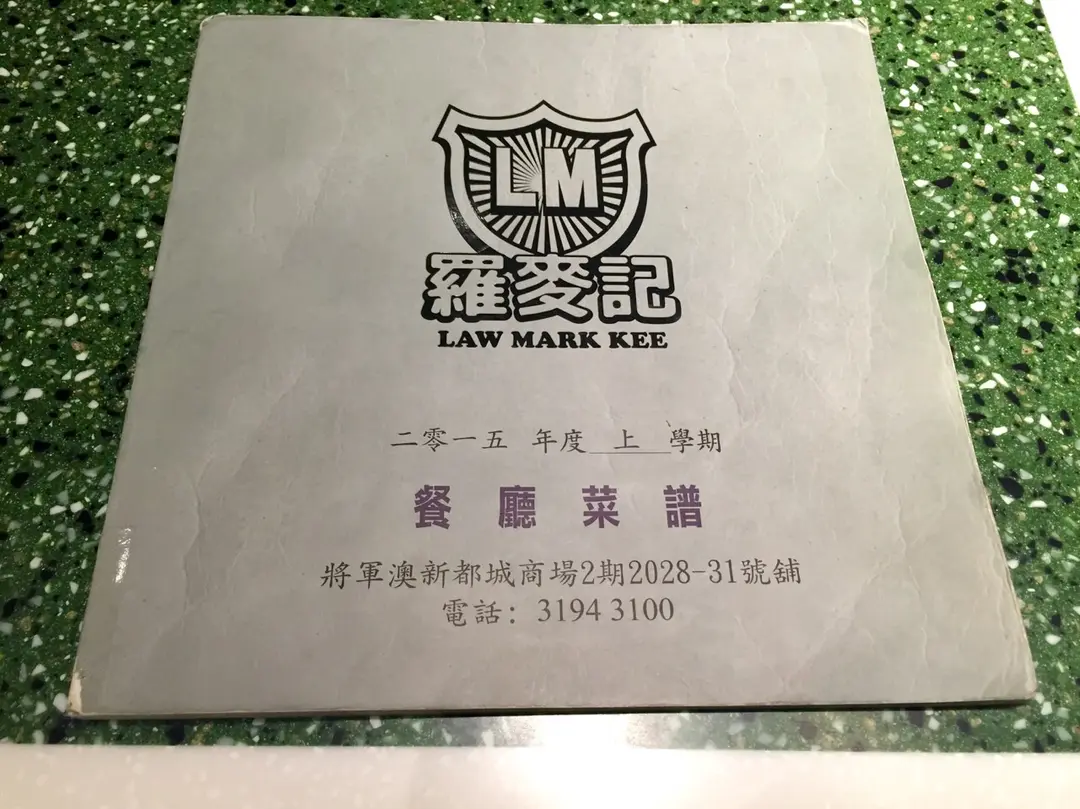 LM
羅麥記
LAW MARK KEE
二零一五 年度 上 學期
餐廳菜譜
將軍澳新都城商場2期2028-31號舖
電話: 3194 3100